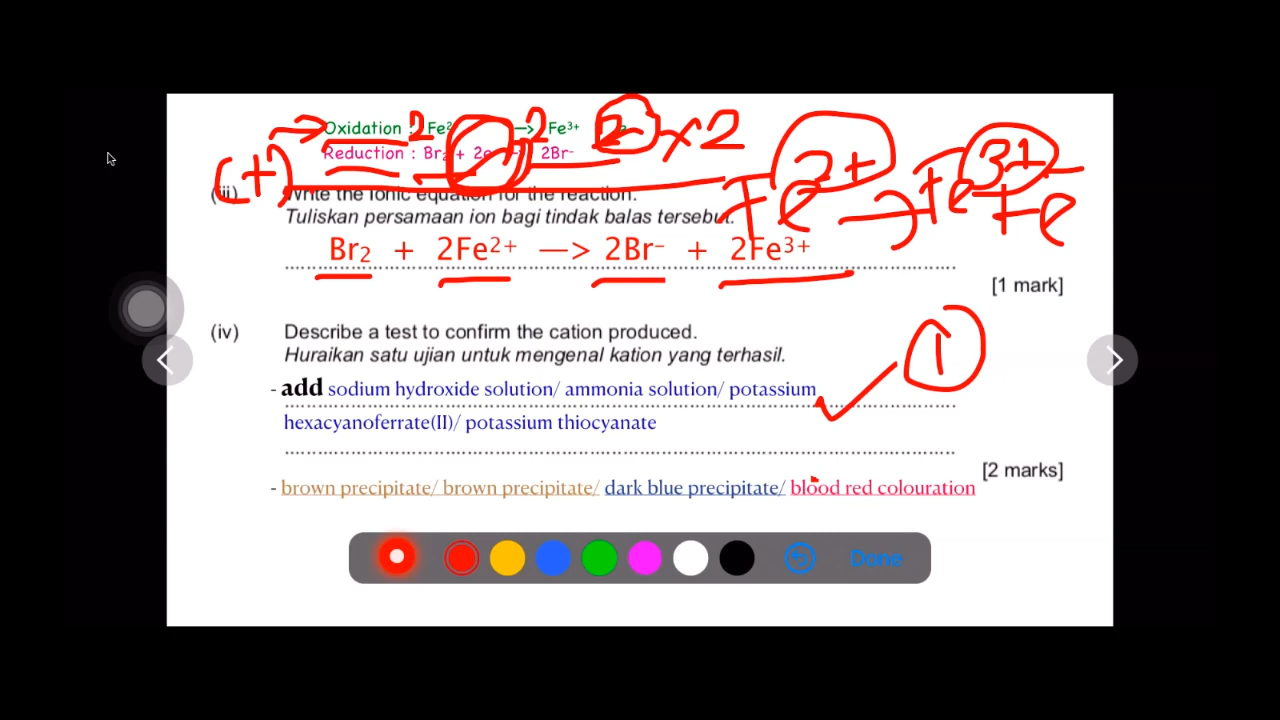 Oxidation : 2 Fe² —> 2 Fe³⁺ 2 ×2
(+) Reduction : Br₂ + 2e 2Br⁻
Fe²⁺ → Fe³⁺ + e
(iii) Write the ionic equation for the reaction.
Tuliskan persamaan ion bagi tindak balas tersebut.
Br₂ + 2Fe²⁺ —> 2Br⁻ + 2Fe³⁺
[1 mark]
(iv) Describe a test to confirm the cation produced.
Huraikan satu ujian untuk mengenal kation yang terhasil.
1
- add sodium hydroxide solution/ ammonia solution/ potassium
hexacyanoferrate(II)/ potassium thiocyanate
[2 marks]
- brown precipitate/ brown precipitate/ dark blue precipitate/ blood red colouration
Done